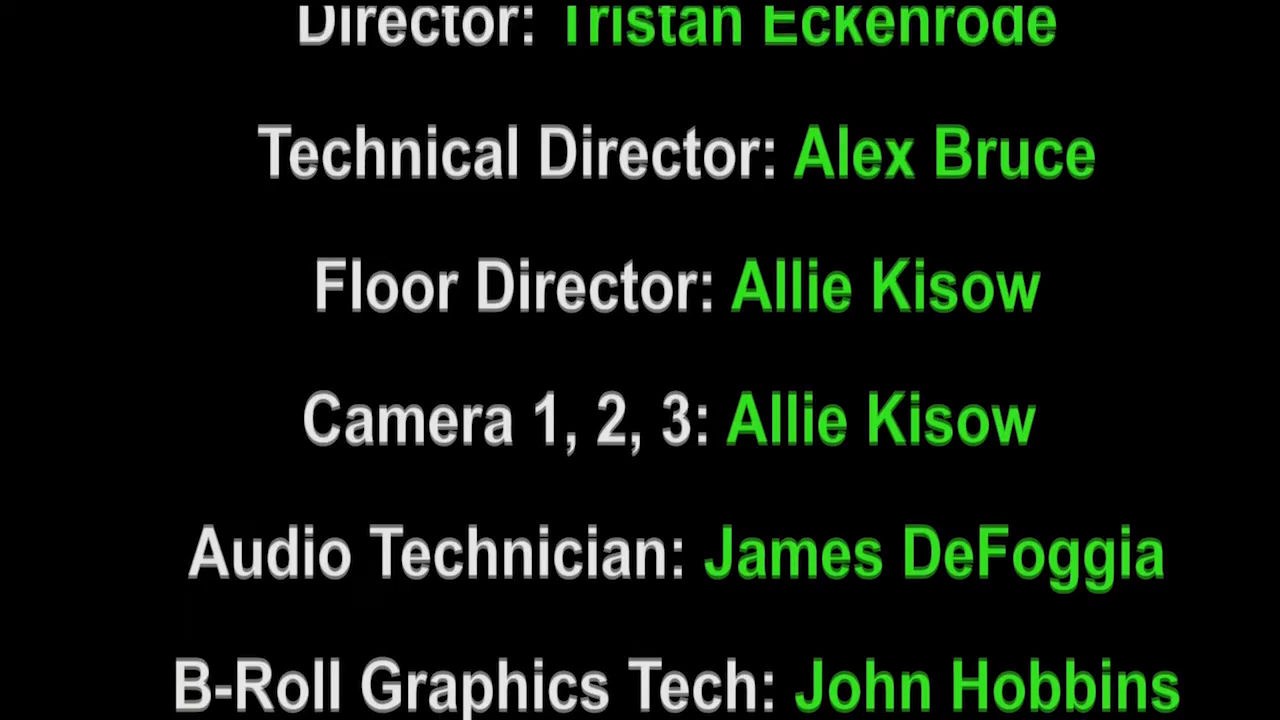 Director: Tristan Eckenrode
Technical Director: Alex Bruce
Floor Director: Allie Kisow
Camera 1, 2, 3: Allie Kisow
Audio Technician: James DeFoggia
B-Roll Graphics Tech: John Hobbins